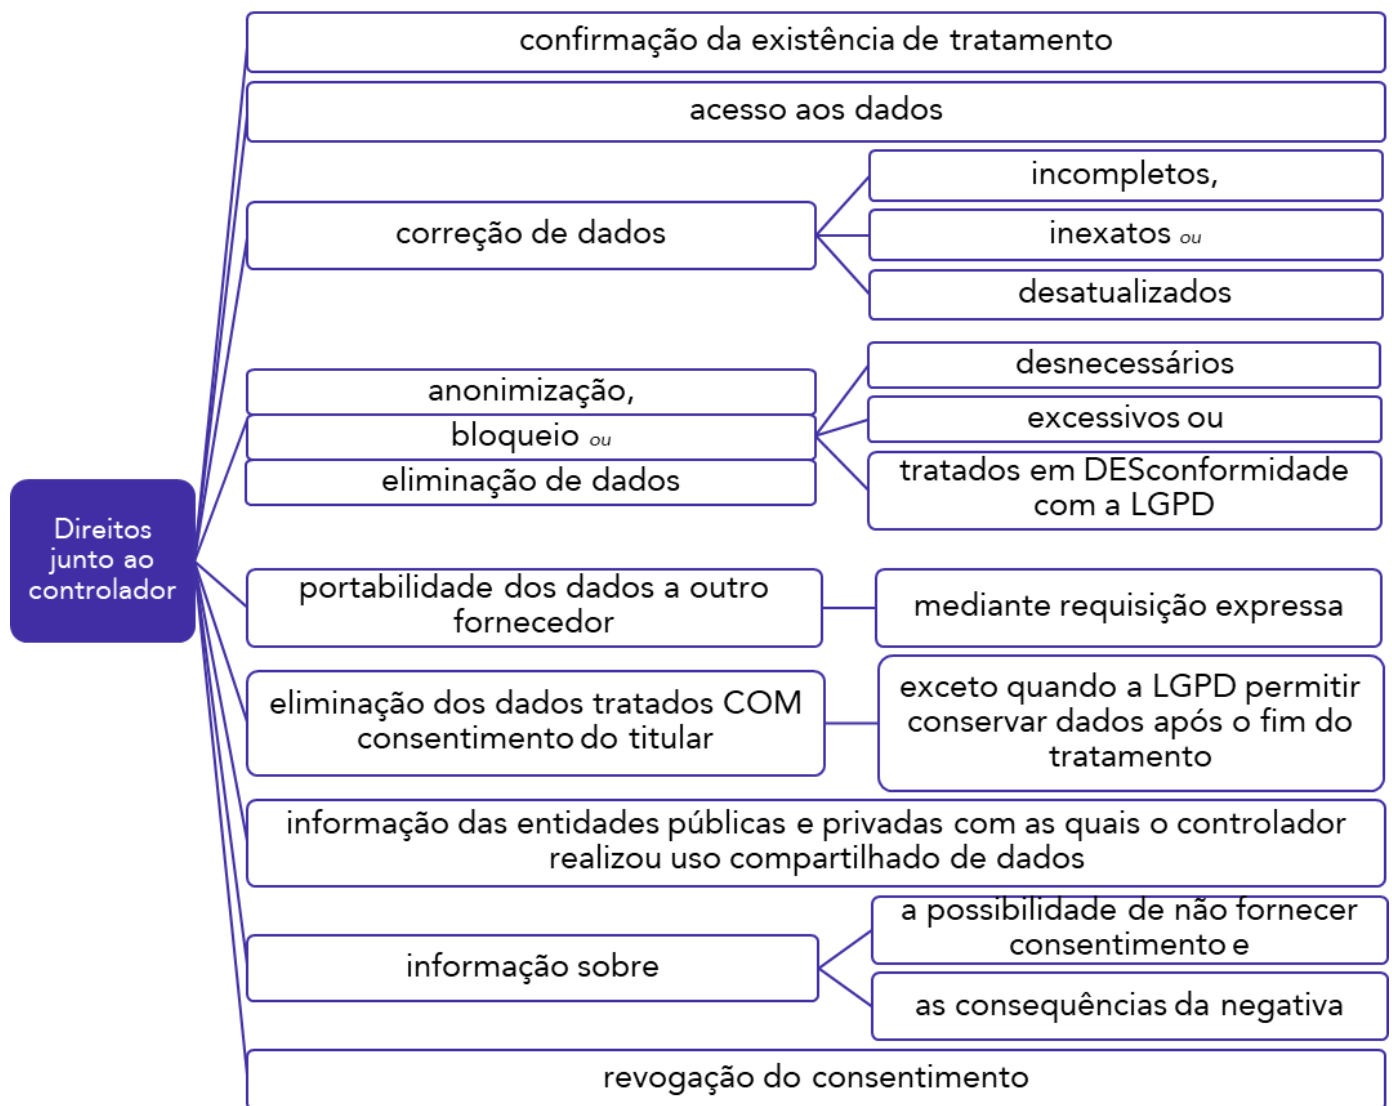 confirmação da existência de tratamento
acesso aos dados
correção de dados
incompletos,
inexatos ou
desatualizados
anonimização,
bloqueio ou
eliminação de dados
desnecessários
excessivos ou
tratados em DESconformidade
com a LGPD
Direitos
junto ao
controlador
portabilidade dos dados a outro
fornecedor
mediante requisição expressa
eliminação dos dados tratados COM
consentimento do titular
exceto quando a LGPD permitir
conservar dados após o fim do
tratamento
informação das entidades públicas e privadas com as quais o controlador
realizou uso compartilhado de dados
informação sobre
a possibilidade de não fornecer
consentimento e
as consequências da negativa
revogação do consentimento